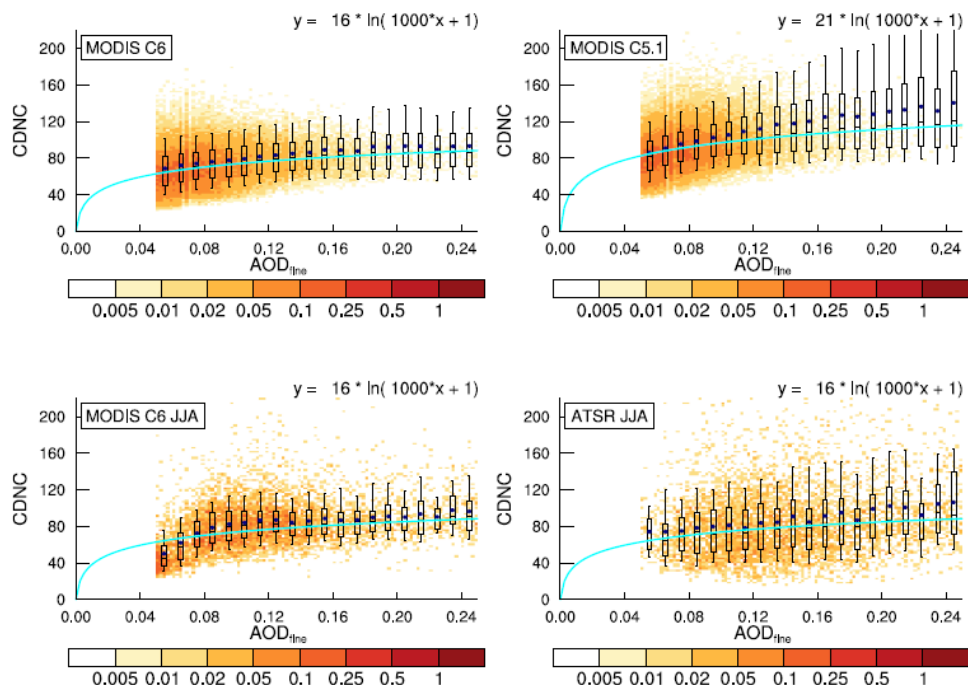 y = 16 * ln( 1000*x + 1)
MODIS C6
CDNC
200
160
120
80
40
0
0.00 0.04 0.08 0.12 0.16 0.20 0.24
AODfine
0.005 0.01 0.02 0.05 0.1 0.25 0.5 1
y = 21 * ln( 1000*x + 1)
MODIS C5.1
CDNC
200
160
120
80
40
0
0.00 0.04 0.08 0.12 0.16 0.20 0.24
AODfine
0.005 0.01 0.02 0.05 0.1 0.25 0.5 1
y = 16 * ln( 1000*x + 1)
MODIS C6 JJA
CDNC
200
160
120
80
40
0
0.00 0.04 0.08 0.12 0.16 0.20 0.24
AODfine
0.005 0.01 0.02 0.05 0.1 0.25 0.5 1
y = 16 * ln( 1000*x + 1)
ATSR JJA
CDNC
200
160
120
80
40
0
0.00 0.04 0.08 0.12 0.16 0.20 0.24
AODfine
0.005 0.01 0.02 0.05 0.1 0.25 0.5 1